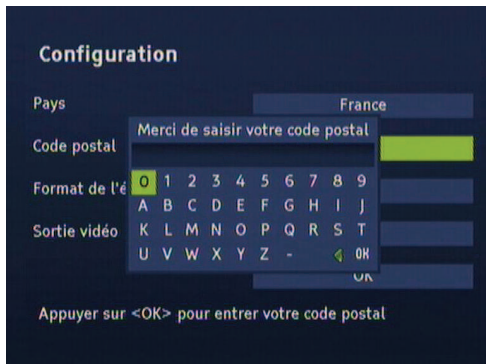 Configuration
Pays France
Code postal
Merci de saisir votre code postal
Format de l'é
0 1 2 3 4 5 6 7 8 9
A B C D E F G H I J
Sortie vidéo
K L M N O P Q R S T
U V W X Y Z - OK
OK
Appuyer sur <OK> pour entrer votre code postal